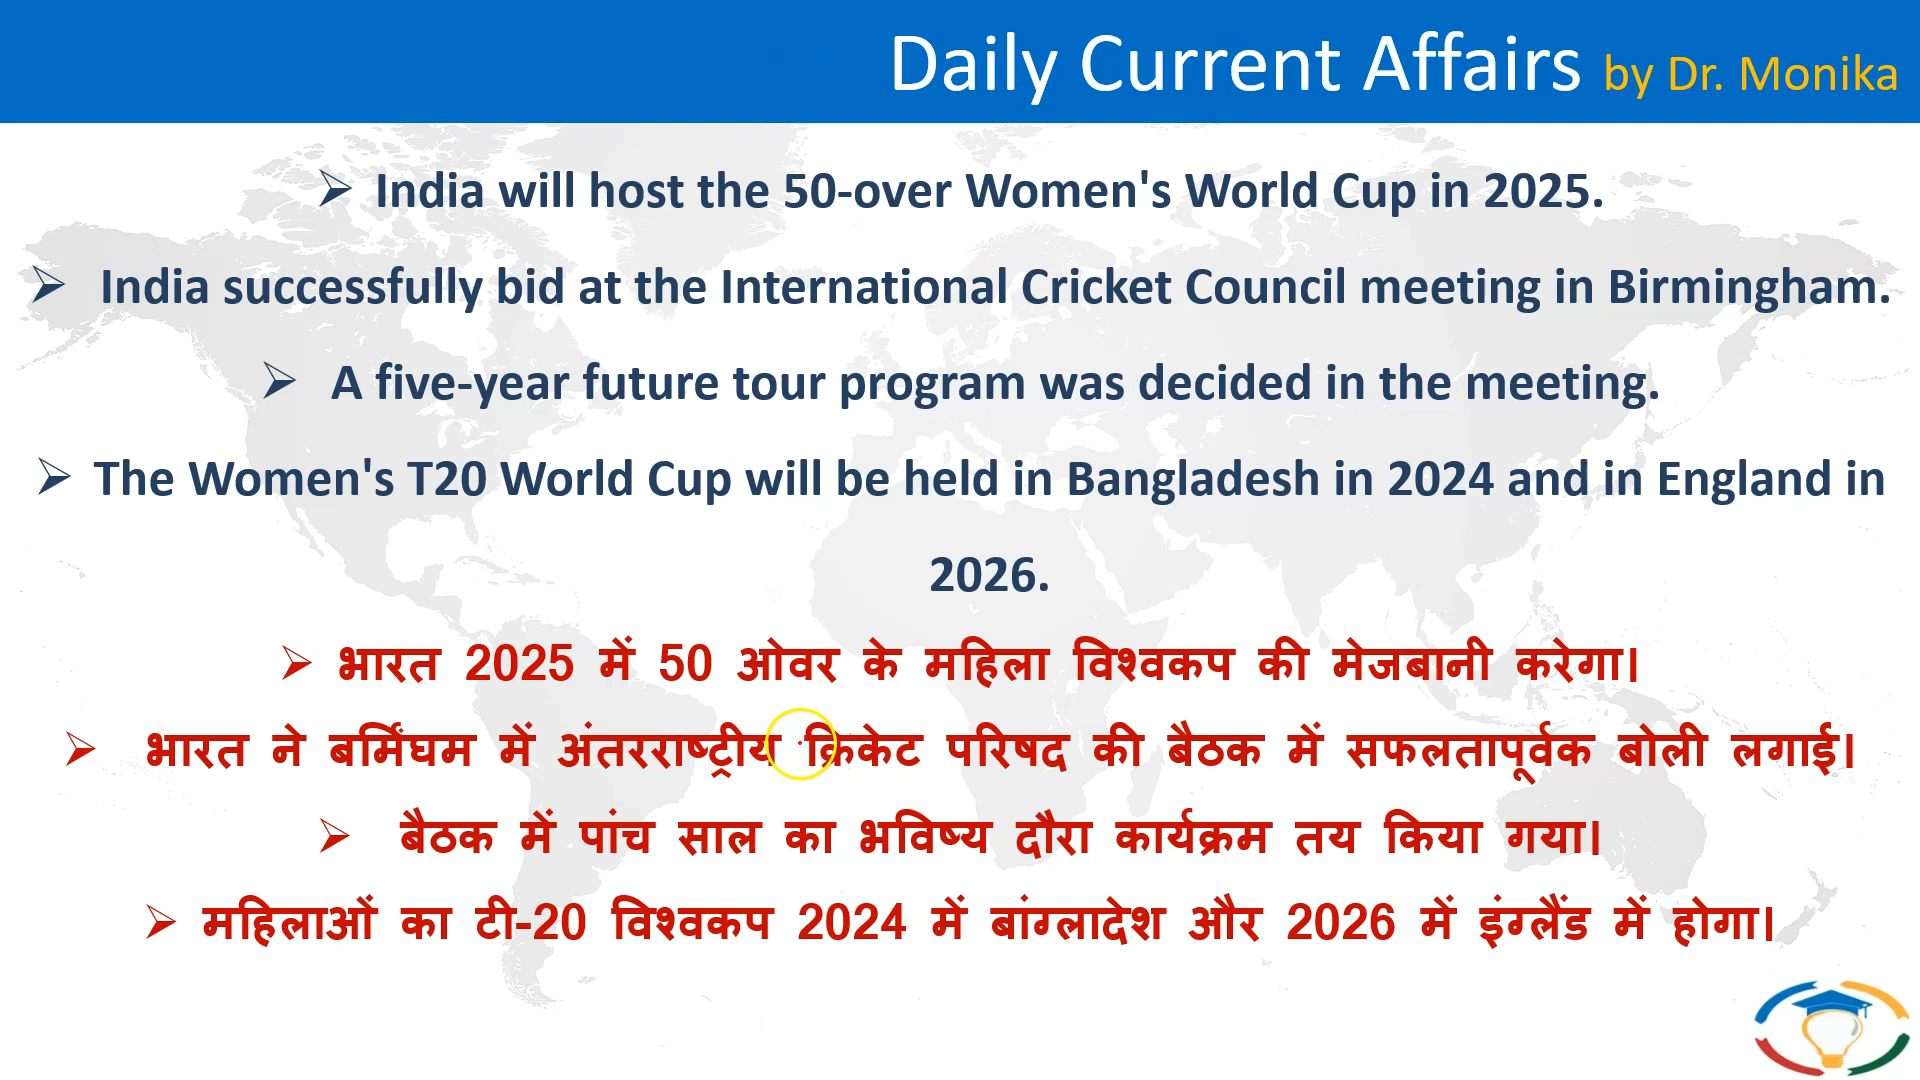 Daily Current Affairs by Dr. Monika
➢ India will host the 50-over Women's World Cup in 2025.
➢ India successfully bid at the International Cricket Council meeting in Birmingham.
➢ A five-year future tour program was decided in the meeting.
➢ The Women's T20 World Cup will be held in Bangladesh in 2024 and in England in
2026.
➢ भारत 2025 में 50 ओवर के महिला विश्वकप की मेजबानी करेगा।
➢ भारत ने बर्मिंघम में अंतरराष्ट्रीय क्रिकेट परिषद की बैठक में सफलतापूर्वक बोली लगाई।
➢ बैठक में पांच साल का भविष्य दौरा कार्यक्रम तय किया गया।
➢ महिलाओं का टी-20 विश्वकप 2024 में बांग्लादेश और 2026 में इंग्लैंड में होगा।